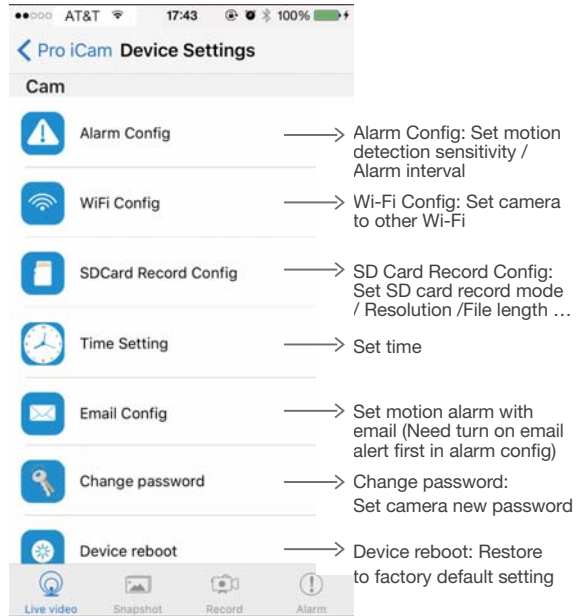 AT&T 17:43 100%
Pro iCam Device Settings
Cam
Alarm Config
Alarm Config: Set motion
detection sensitivity /
Alarm interval
WiFi Config
Wi-Fi Config: Set camera
to other Wi-Fi
SDCard Record Config
SD Card Record Config:
Set SD card record mode
/ Resolution /File length …
Time Setting
Set time
Email Config
Set motion alarm with
email (Need turn on email
alert first in alarm config)
Change password
Change password:
Set camera new password
Device reboot
Device reboot: Restore
to factory default setting
Live video Snapshot Record Alarm